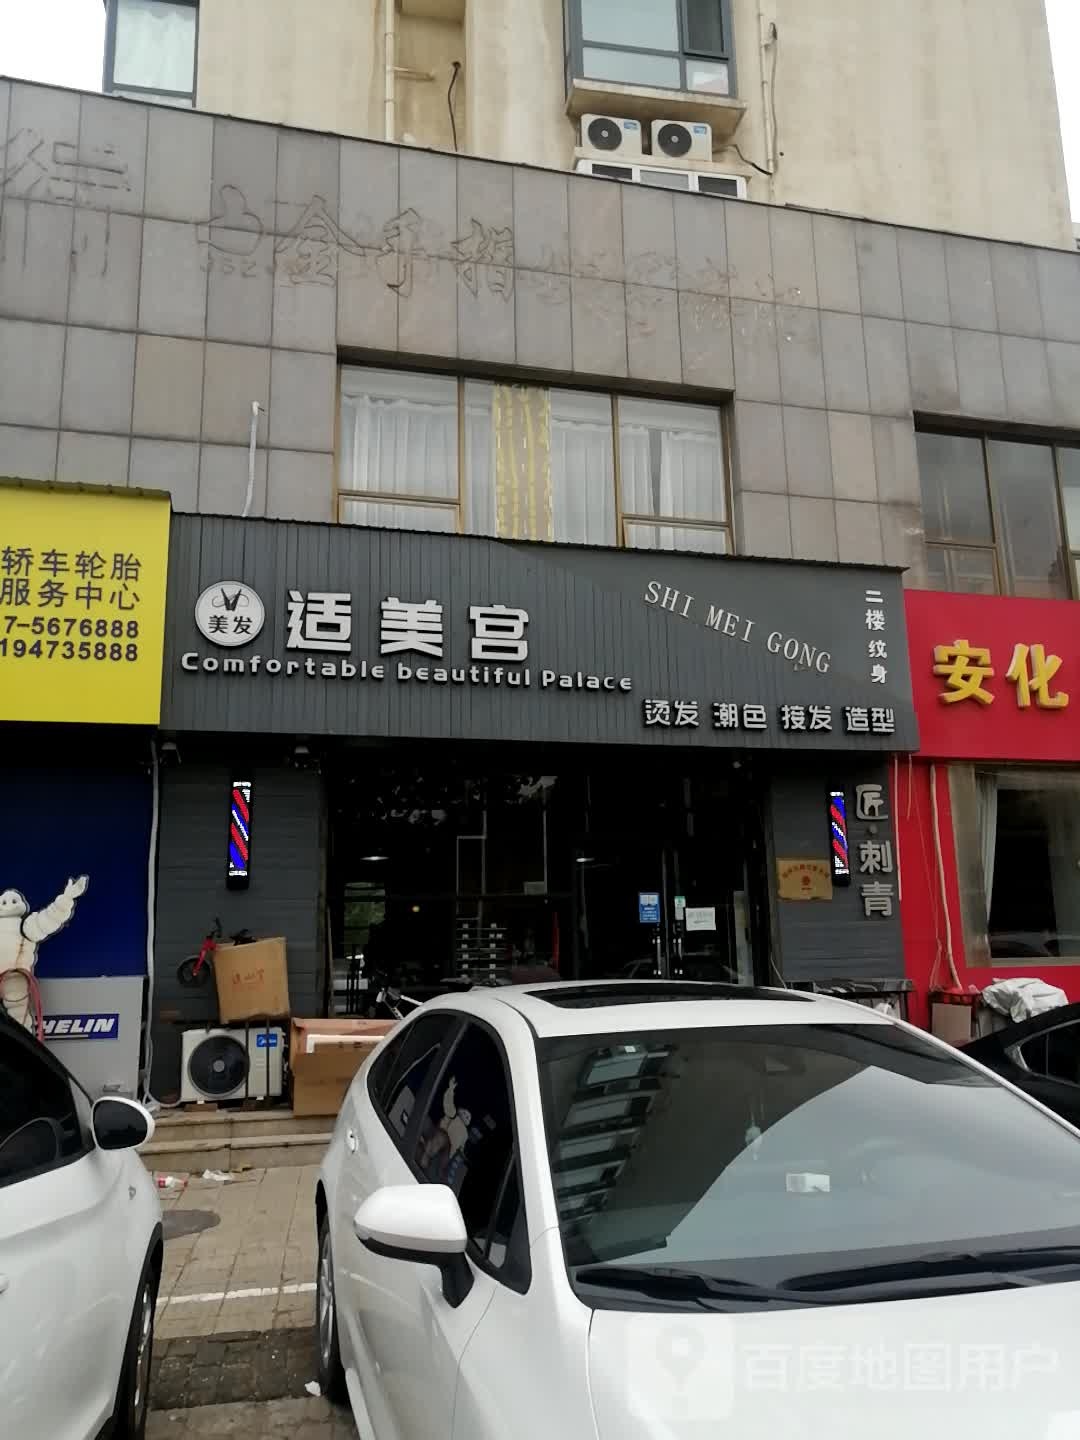 点金手指
轿车轮胎
服务中心
7-5676888
194735888
美发
适美宫
Comfortable beautiful Palace
SHI MEI GONG
二楼纹身
烫发 潮色 接发 造型
安化
匠·刺青
HELIN
百度地图用户